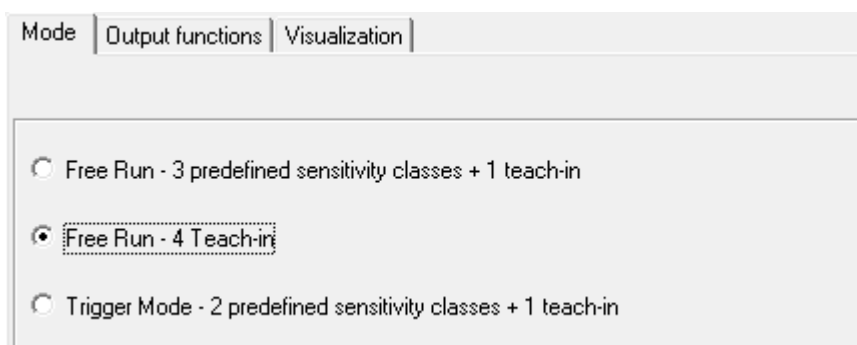 Mode Output functions Visualization
Free Run - 3 predefined sensitivity classes + 1 teach-in
Free Run - 4 Teach-in
Trigger Mode - 2 predefined sensitivity classes + 1 teach-in